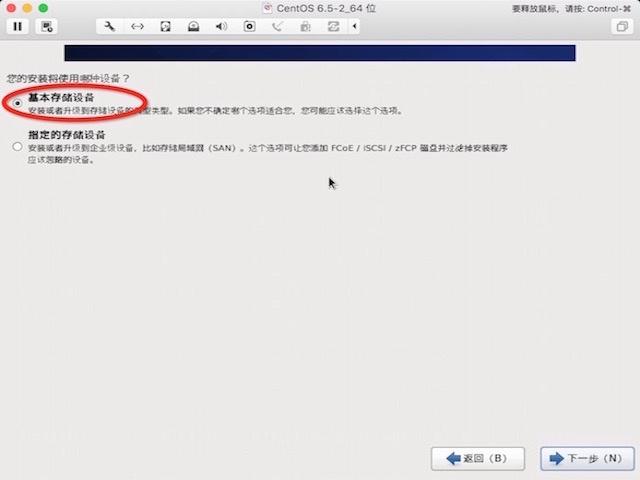 CentOS 6.5-2_64 位
要释放鼠标，请按: Control-⌘
您的安装将使用哪种设备？
基本存储设备
安装或者升级到存储设备的典型类型。如果您不确定哪个选项适合您，您可能应该选择这个选项。
指定的存储设备
安装或者升级到企业级设备，比如存储局域网（SAN）。这个选项可让您添加 FCoE / iSCSI / zFCP 磁盘并过滤掉安装程序
应该忽略的设备。
返回（B）
下一步（N）